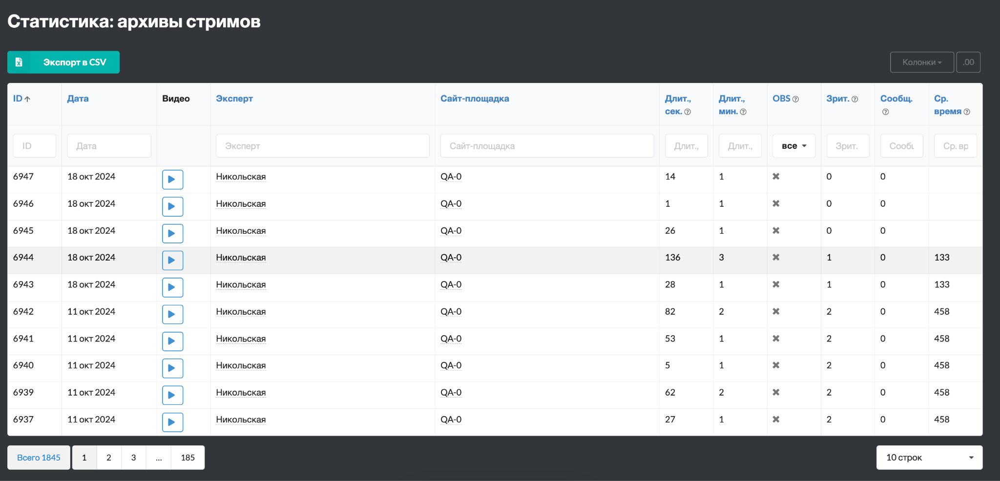 Статистика: архивы стримов
Экспорт в CSV
Колонки .00
ID Дата Видео Эксперт Сайт-площадка Длит., сек. Длит., мин. OBS Зрит. Сообщ. Ср. время
ID Дата Эксперт Сайт-площадка Длит., Длит., все Зрит. Сообц Ср. вр
6947 18 окт 2024 Никольская QA-0 14 1 0 0
6946 18 окт 2024 Никольская QA-0 1 1 0 0
6945 18 окт 2024 Никольская QA-0 26 1 0 0
6944 18 окт 2024 Никольская QA-0 136 3 1 0 133
6943 18 окт 2024 Никольская QA-0 28 1 1 0 133
6942 11 окт 2024 Никольская QA-0 82 2 2 0 458
6941 11 окт 2024 Никольская QA-0 53 1 2 0 458
6940 11 окт 2024 Никольская QA-0 5 1 2 0 458
6939 11 окт 2024 Никольская QA-0 62 2 2 0 458
6937 11 окт 2024 Никольская QA-0 27 1 2 0 458
Всего 1845 1 2 3 ... 185 10 строк